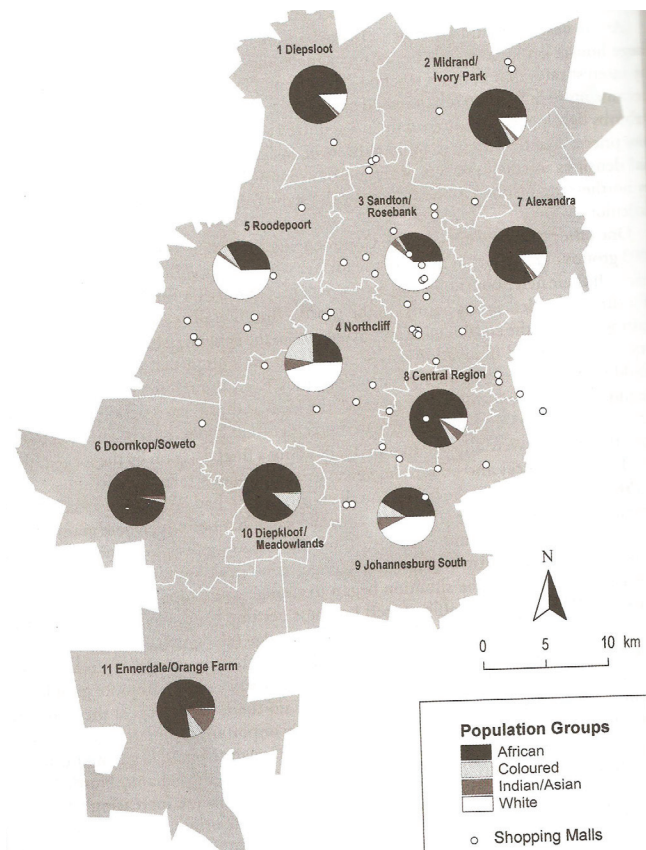 1 Diepsloot
2 Midrand/
Ivory Park
3 Sandton/
Rosebank
7 Alexandra
5 Roodepoort
4 Northcliff
8 Central Region
6 Doornkop/Soweto
10 Diepkloof/
Meadowlands
9 Johannesburg South
N
0 5 10 km
11 Ennerdale/Orange Farm
Population Groups
African
Coloured
Indian/Asian
White
Shopping Malls